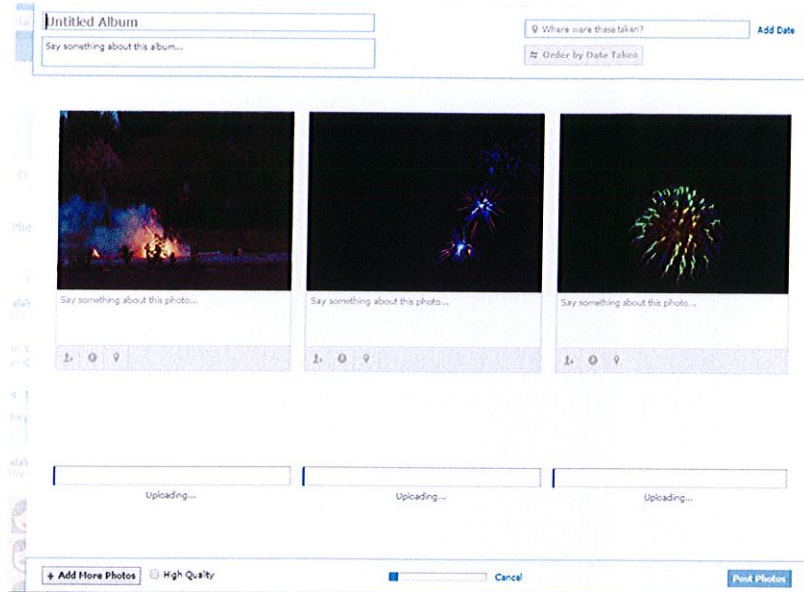 Untitled Album
Say something about this album...
Where were these taken?
Add Date
Order by Date Taken
Say something about this photo...
Say something about this photo...
Say something about this photo...
Uploading...
Uploading...
Uploading...
+ Add More Photos
High Quality
Cancel
Post Photos